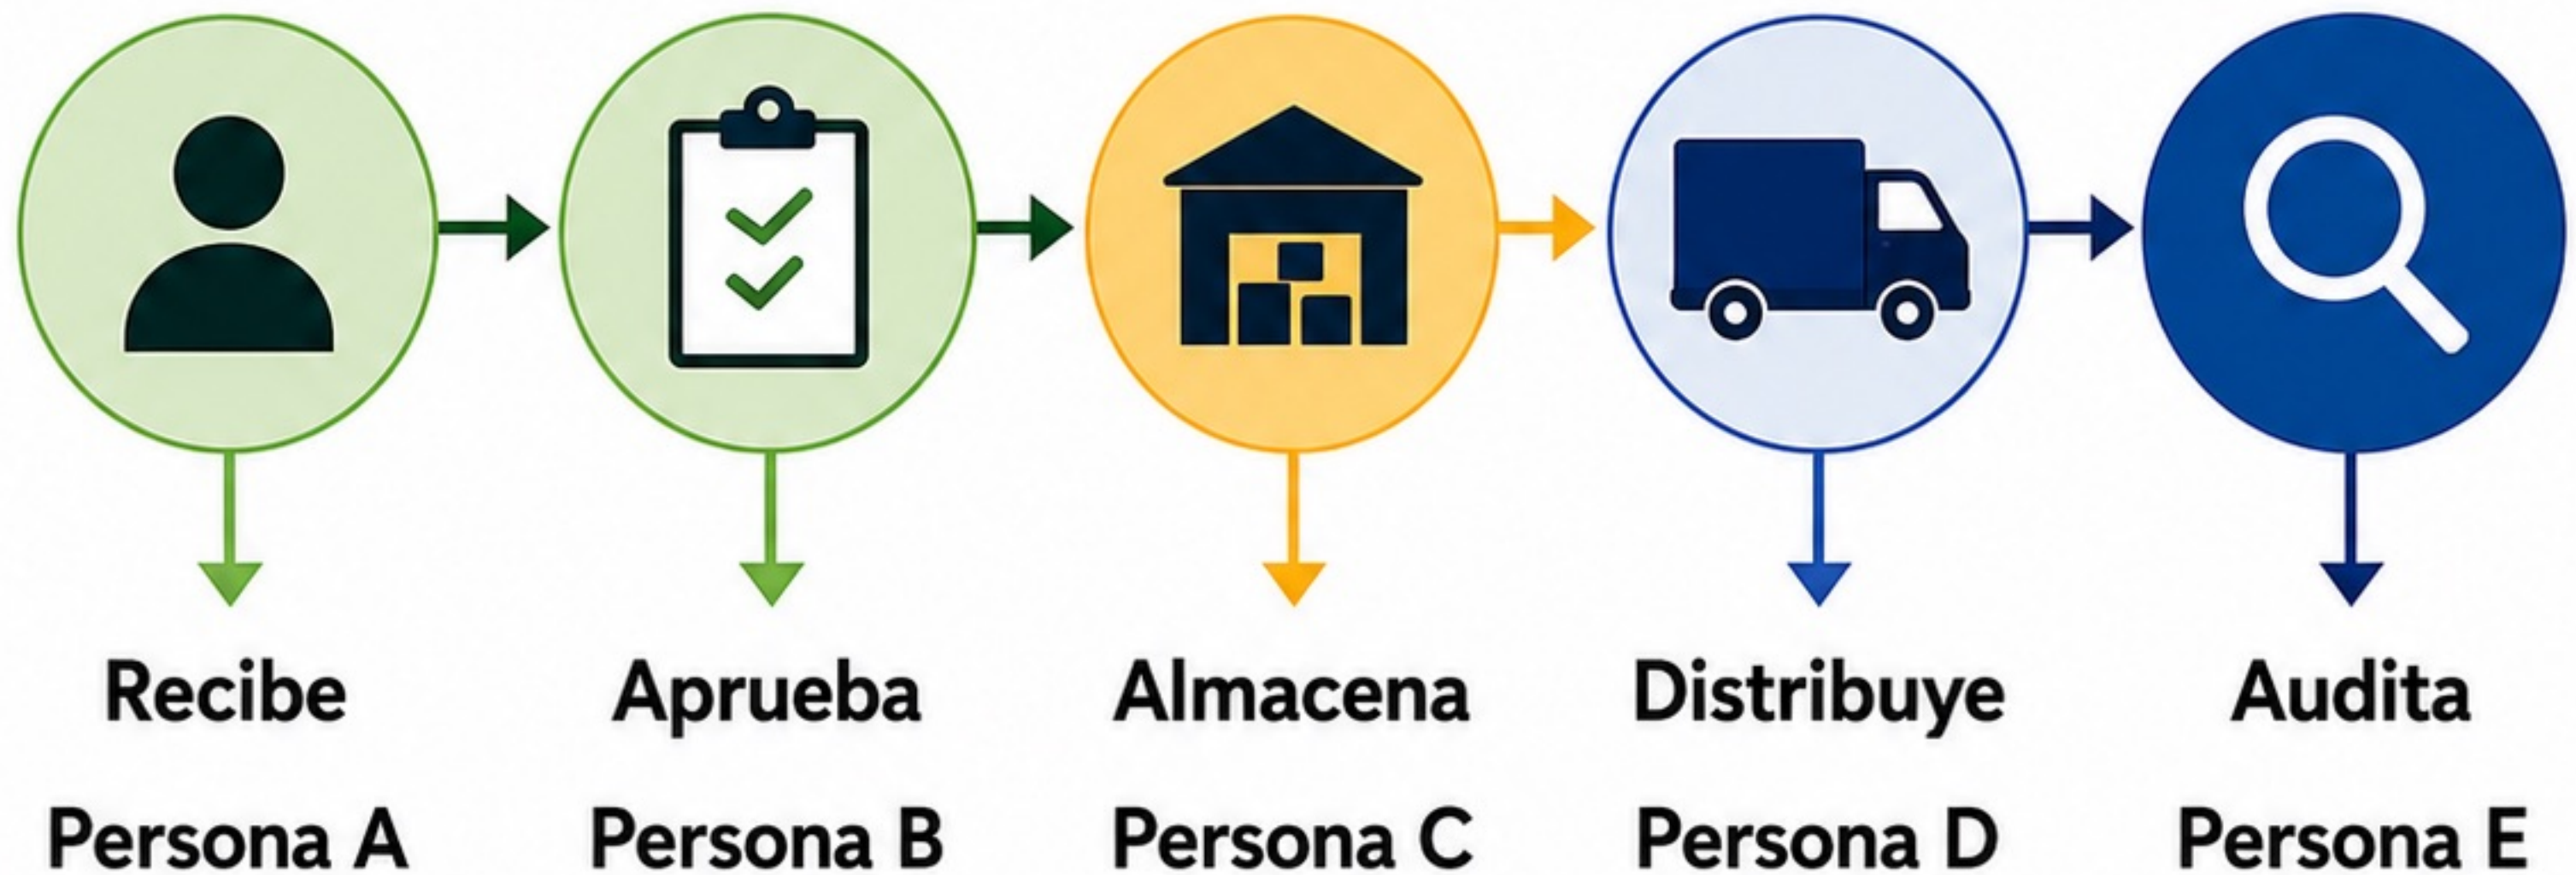 Recibe
Persona A
Aprueba
Persona B
Almacena
Persona C
Distribuye
Persona D
Audita
Persona E